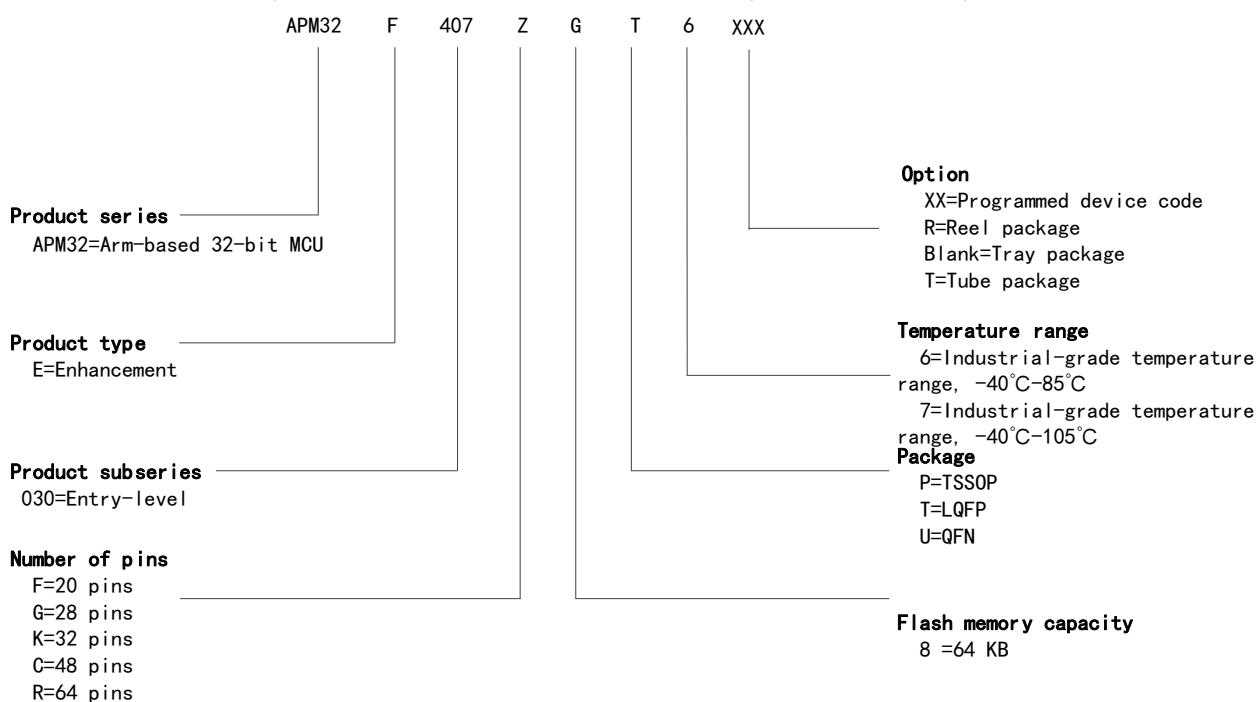 APM32 F 407 Z G T 6 XXX
Product series
APM32=Arm-based 32-bit MCU
Product type
E=Enhancement
Product subseries
030=Entry-level
Number of pins
F=20 pins
G=28 pins
K=32 pins
C=48 pins
R=64 pins
Option
XX=Programmed device code
R=Reel package
Blank=Tray package
T=Tube package
Temperature range
6=Industrial-grade temperature
range, -40℃-85℃
7=Industrial-grade temperature
range, -40℃-105℃
Package
P=TSSOP
T=LQFP
U=QFN
Flash memory capacity
8 =64 KB